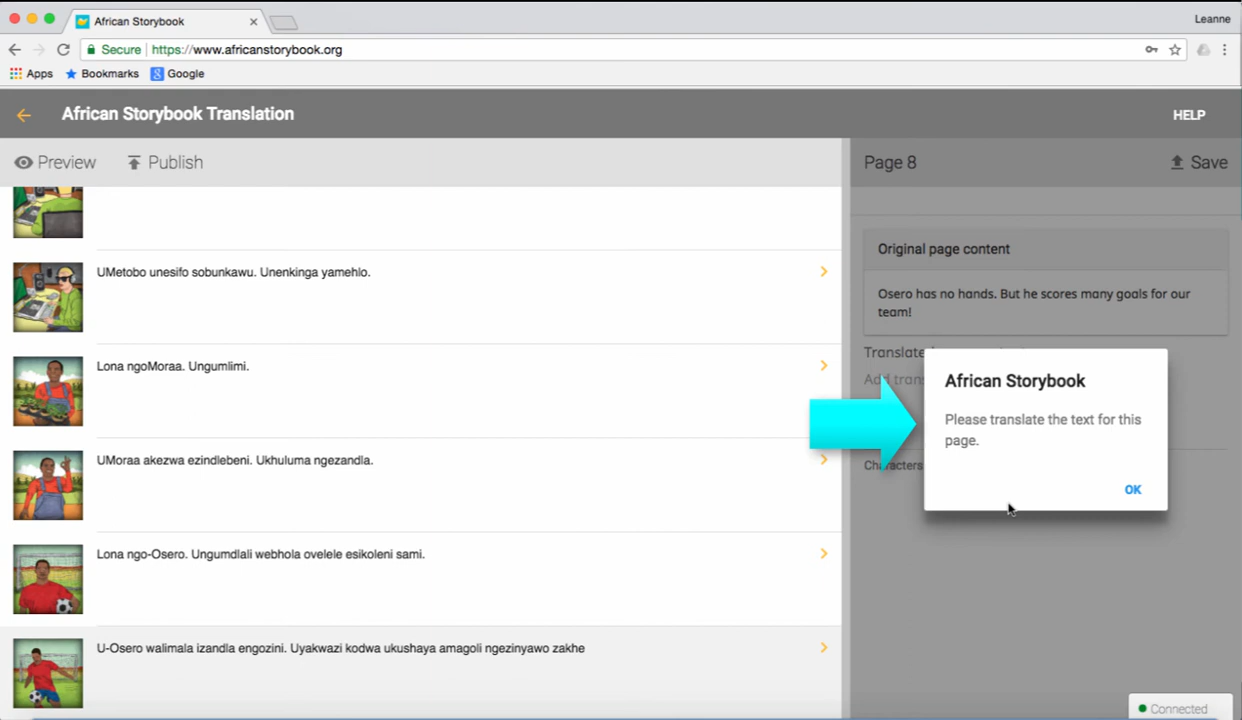 African Storybook
Leanne
Secure https://www.africanstorybook.org
Apps Bookmarks Google
African Storybook Translation
HELP
Preview Publish
Page 8
Save
UMetobo unesifo sobunkawu. Unenkinga yamehlo.
Lona ngoMoraa. Ungumlimi.
UMoraa akezwa ezindlebeni. Ukhuluma ngezandla.
Lona ngo-Osero. Ungumdlali webhola ovelele esikoleni sami.
U-Osero walimala izandla engozini. Uyakwazi kodwa ukushaya amagoli ngezinyawo zakhe
Original page content
Osero has no hands. But he scores many goals for our
team!
Translate
Add
Characters
African Storybook
Please translate the text for this
page.
OK
Connected